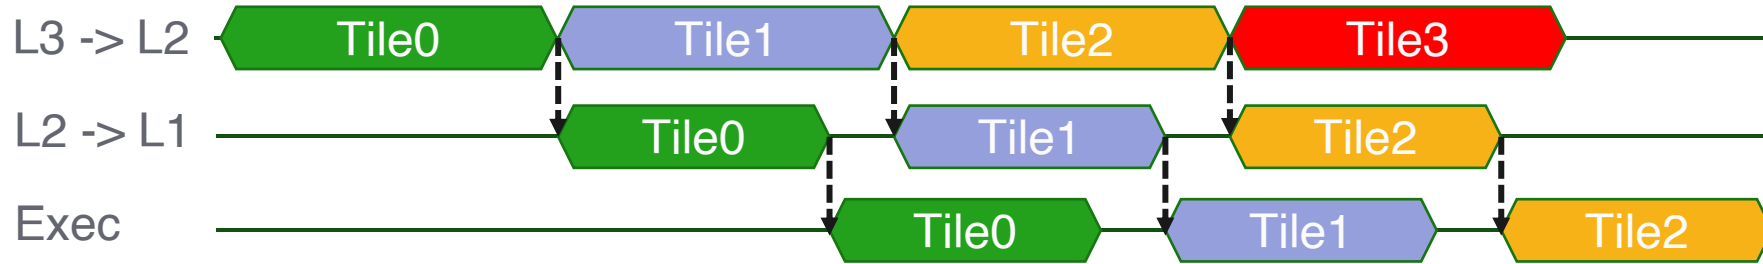 L3 -> L2 Tile0 Tile1 Tile2 Tile3
L2 -> L1 Tile0 Tile1 Tile2
Exec Tile0 Tile1 Tile2